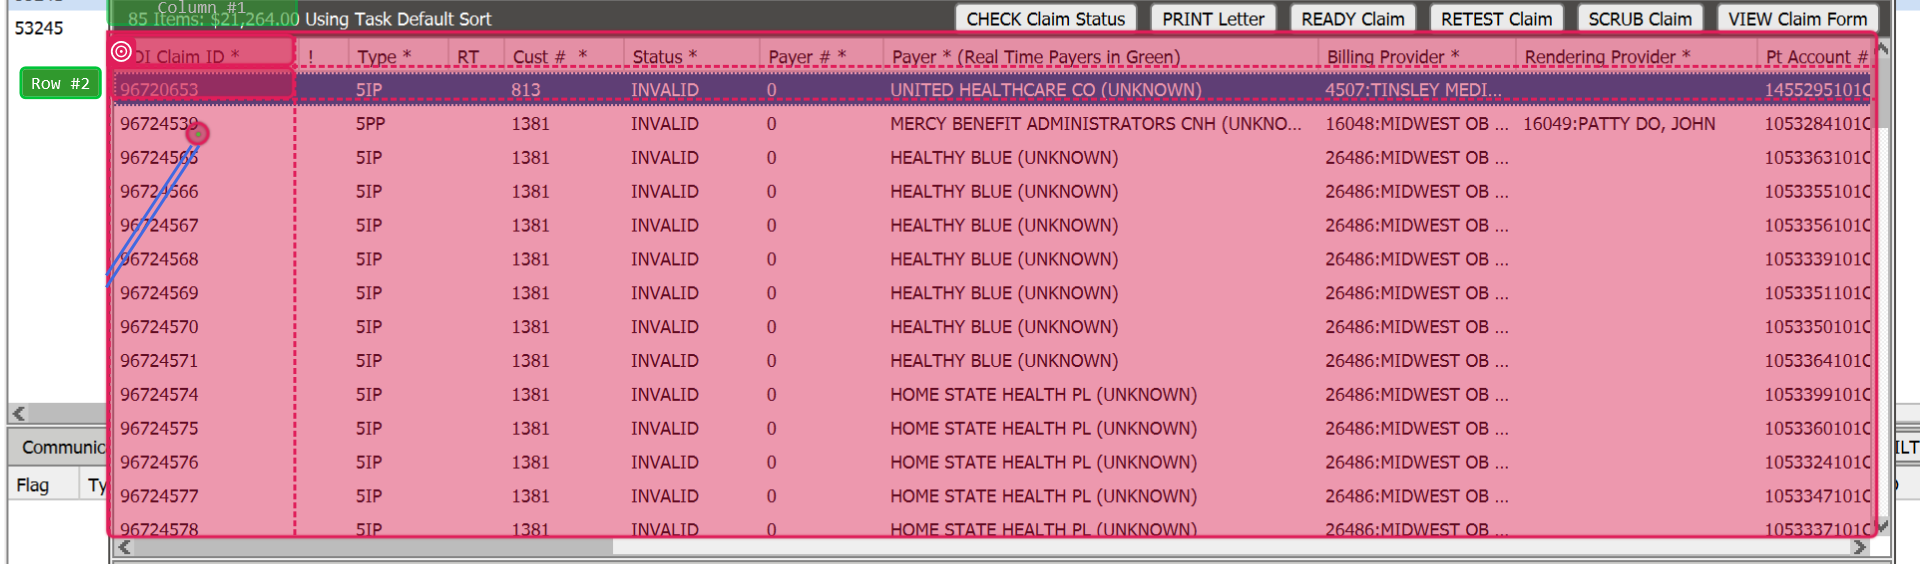 Column #1
85 Items: $21,264.00 Using Task Default Sort CHECK Claim Status PRINT Letter READY Claim RETEST Claim SCRUB Claim VIEW Claim Form
53245
DI Claim ID * ! Type * RT Cust # * Status * Payer # * Payer * (Real Time Payers in Green) Billing Provider * Rendering Provider * Pt Account #
Row #2
96720653 5IP 813 INVALID 0 UNITED HEALTHCARE CO (UNKNOWN) 4507:TINSLEY MEDI... 1455295101C
96724539 5PP 1381 INVALID 0 MERCY BENEFIT ADMINISTRATORS CNH (UNKNO... 16048:MIDWEST OB ... 16049:PATTY DO, JOHN 1053284101C
96724565 5IP 1381 INVALID 0 HEALTHY BLUE (UNKNOWN) 26486:MIDWEST OB ... 1053363101C
96724566 5IP 1381 INVALID 0 HEALTHY BLUE (UNKNOWN) 26486:MIDWEST OB ... 1053355101C
96724567 5IP 1381 INVALID 0 HEALTHY BLUE (UNKNOWN) 26486:MIDWEST OB ... 1053356101C
96724568 5IP 1381 INVALID 0 HEALTHY BLUE (UNKNOWN) 26486:MIDWEST OB ... 1053339101C
96724569 5IP 1381 INVALID 0 HEALTHY BLUE (UNKNOWN) 26486:MIDWEST OB ... 1053351101C
96724570 5IP 1381 INVALID 0 HEALTHY BLUE (UNKNOWN) 26486:MIDWEST OB ... 1053350101C
96724571 5IP 1381 INVALID 0 HEALTHY BLUE (UNKNOWN) 26486:MIDWEST OB ... 1053364101C
96724574 5IP 1381 INVALID 0 HOME STATE HEALTH PL (UNKNOWN) 26486:MIDWEST OB ... 1053399101C
96724575 5IP 1381 INVALID 0 HOME STATE HEALTH PL (UNKNOWN) 26486:MIDWEST OB ... 1053360101C
Communic ILT
96724576 5IP 1381 INVALID 0 HOME STATE HEALTH PL (UNKNOWN) 26486:MIDWEST OB ... 1053324101C
Flag Ty
96724577 5IP 1381 INVALID 0 HOME STATE HEALTH PL (UNKNOWN) 26486:MIDWEST OB ... 1053347101C
96724578 5IP 1381 INVALID 0 HOME STATE HEALTH PL (UNKNOWN) 26486:MIDWEST OB ... 1053337101C